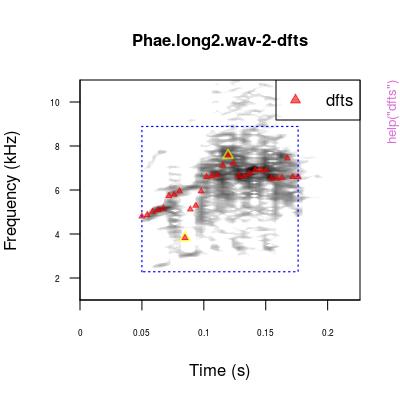 Phae.long2.wav-2-dfts
dfts
help("dfts")
Frequency (kHz)
10
8
6
4
2
0
0.05
0.1
0.15
0.2
Time (s)